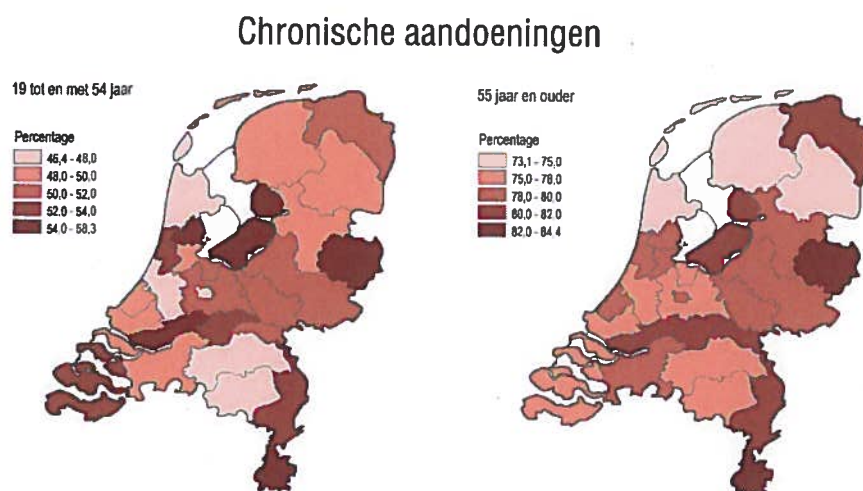 Chronische aandoeningen
19 tot en met 54 jaar
Percentage
46,4 - 48,0
48,0 - 50,0
50,0 - 52,0
52,0 - 54,0
54,0 - 58,3
55 jaar en ouder
Percentage
73,1 - 75,0
75,0 - 78,0
78,0 - 80,0
80,0 - 82,0
82,0 - 84,4